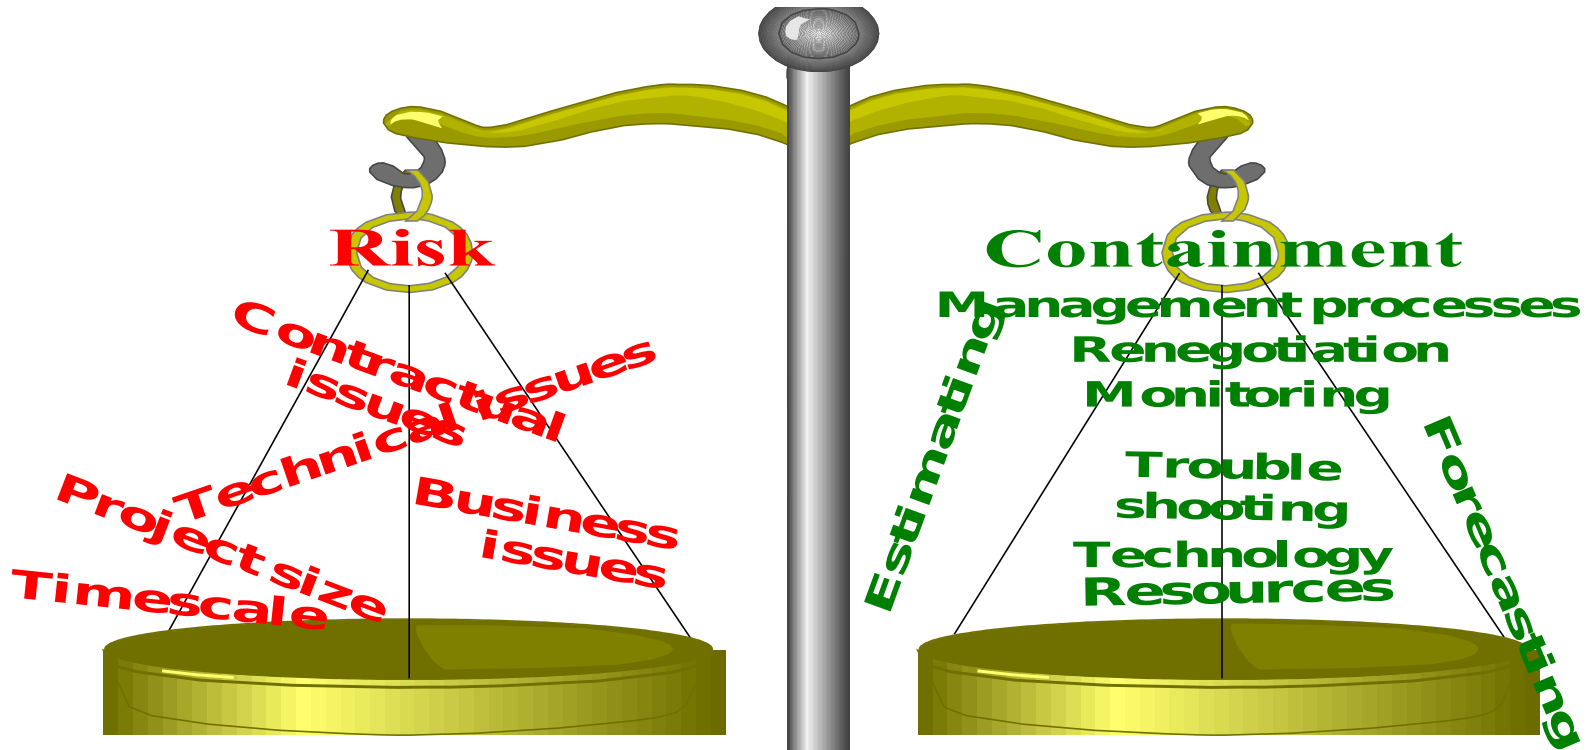 Risk
Contractual
issues
Technical issues
Project size
Timescale
Business
issues
Containment
Management processes
Renegotiation
Monitoring
Estimating
Trouble
shooting
Technology
Resources
Forecasting